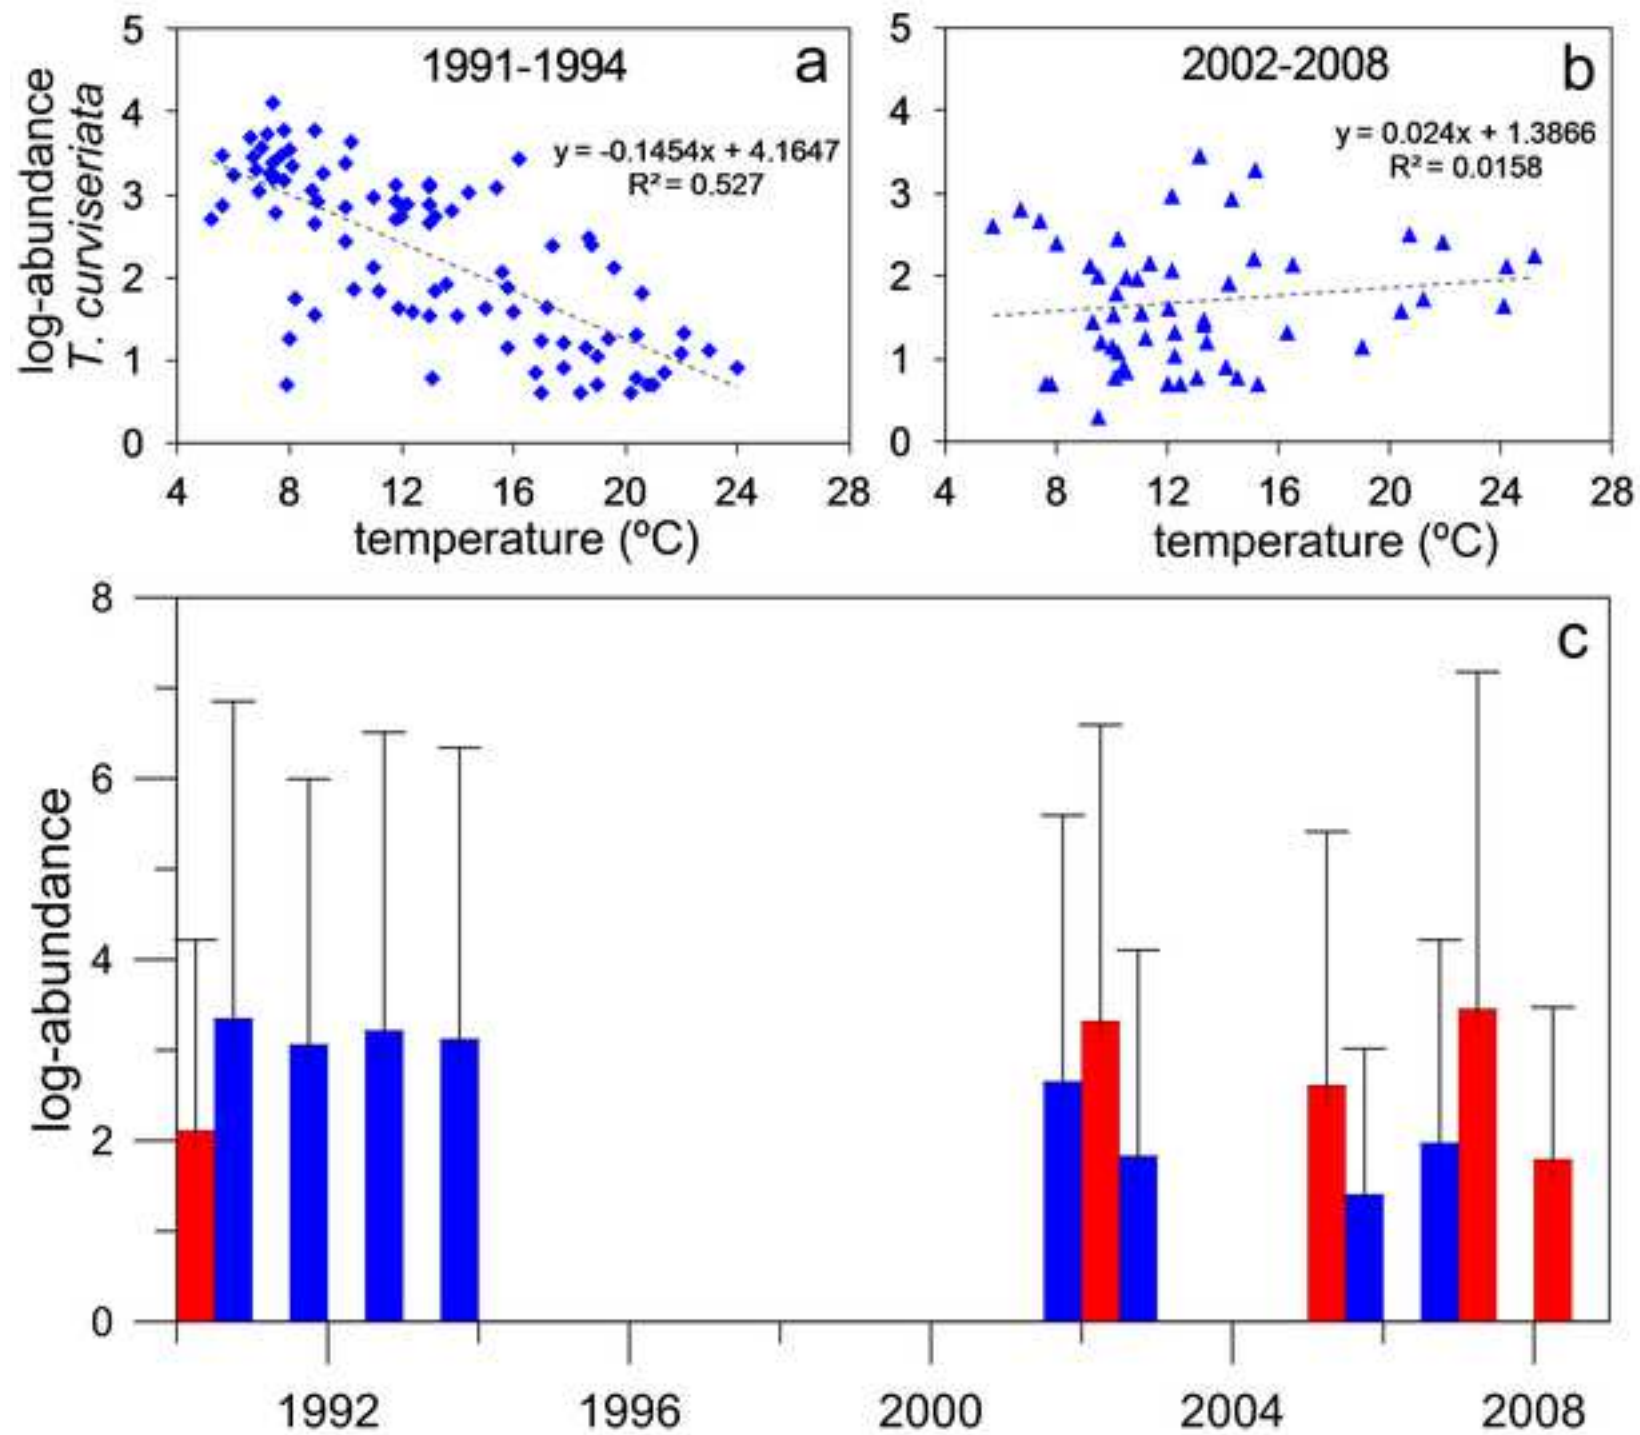 1991-1994
a
y = -0.1454x + 4.1647
R² = 0.527
log-abundance
T. curviseriata
5
4
3
2
1
0
4 8 12 16 20 24 28
temperature (ºC)
2002-2008
b
y = 0.024x + 1.3866
R² = 0.0158
5
4
3
2
1
0
4 8 12 16 20 24 28
temperature (ºC)
c
log-abundance
8
6
4
2
0
1992 1996 2000 2004 2008